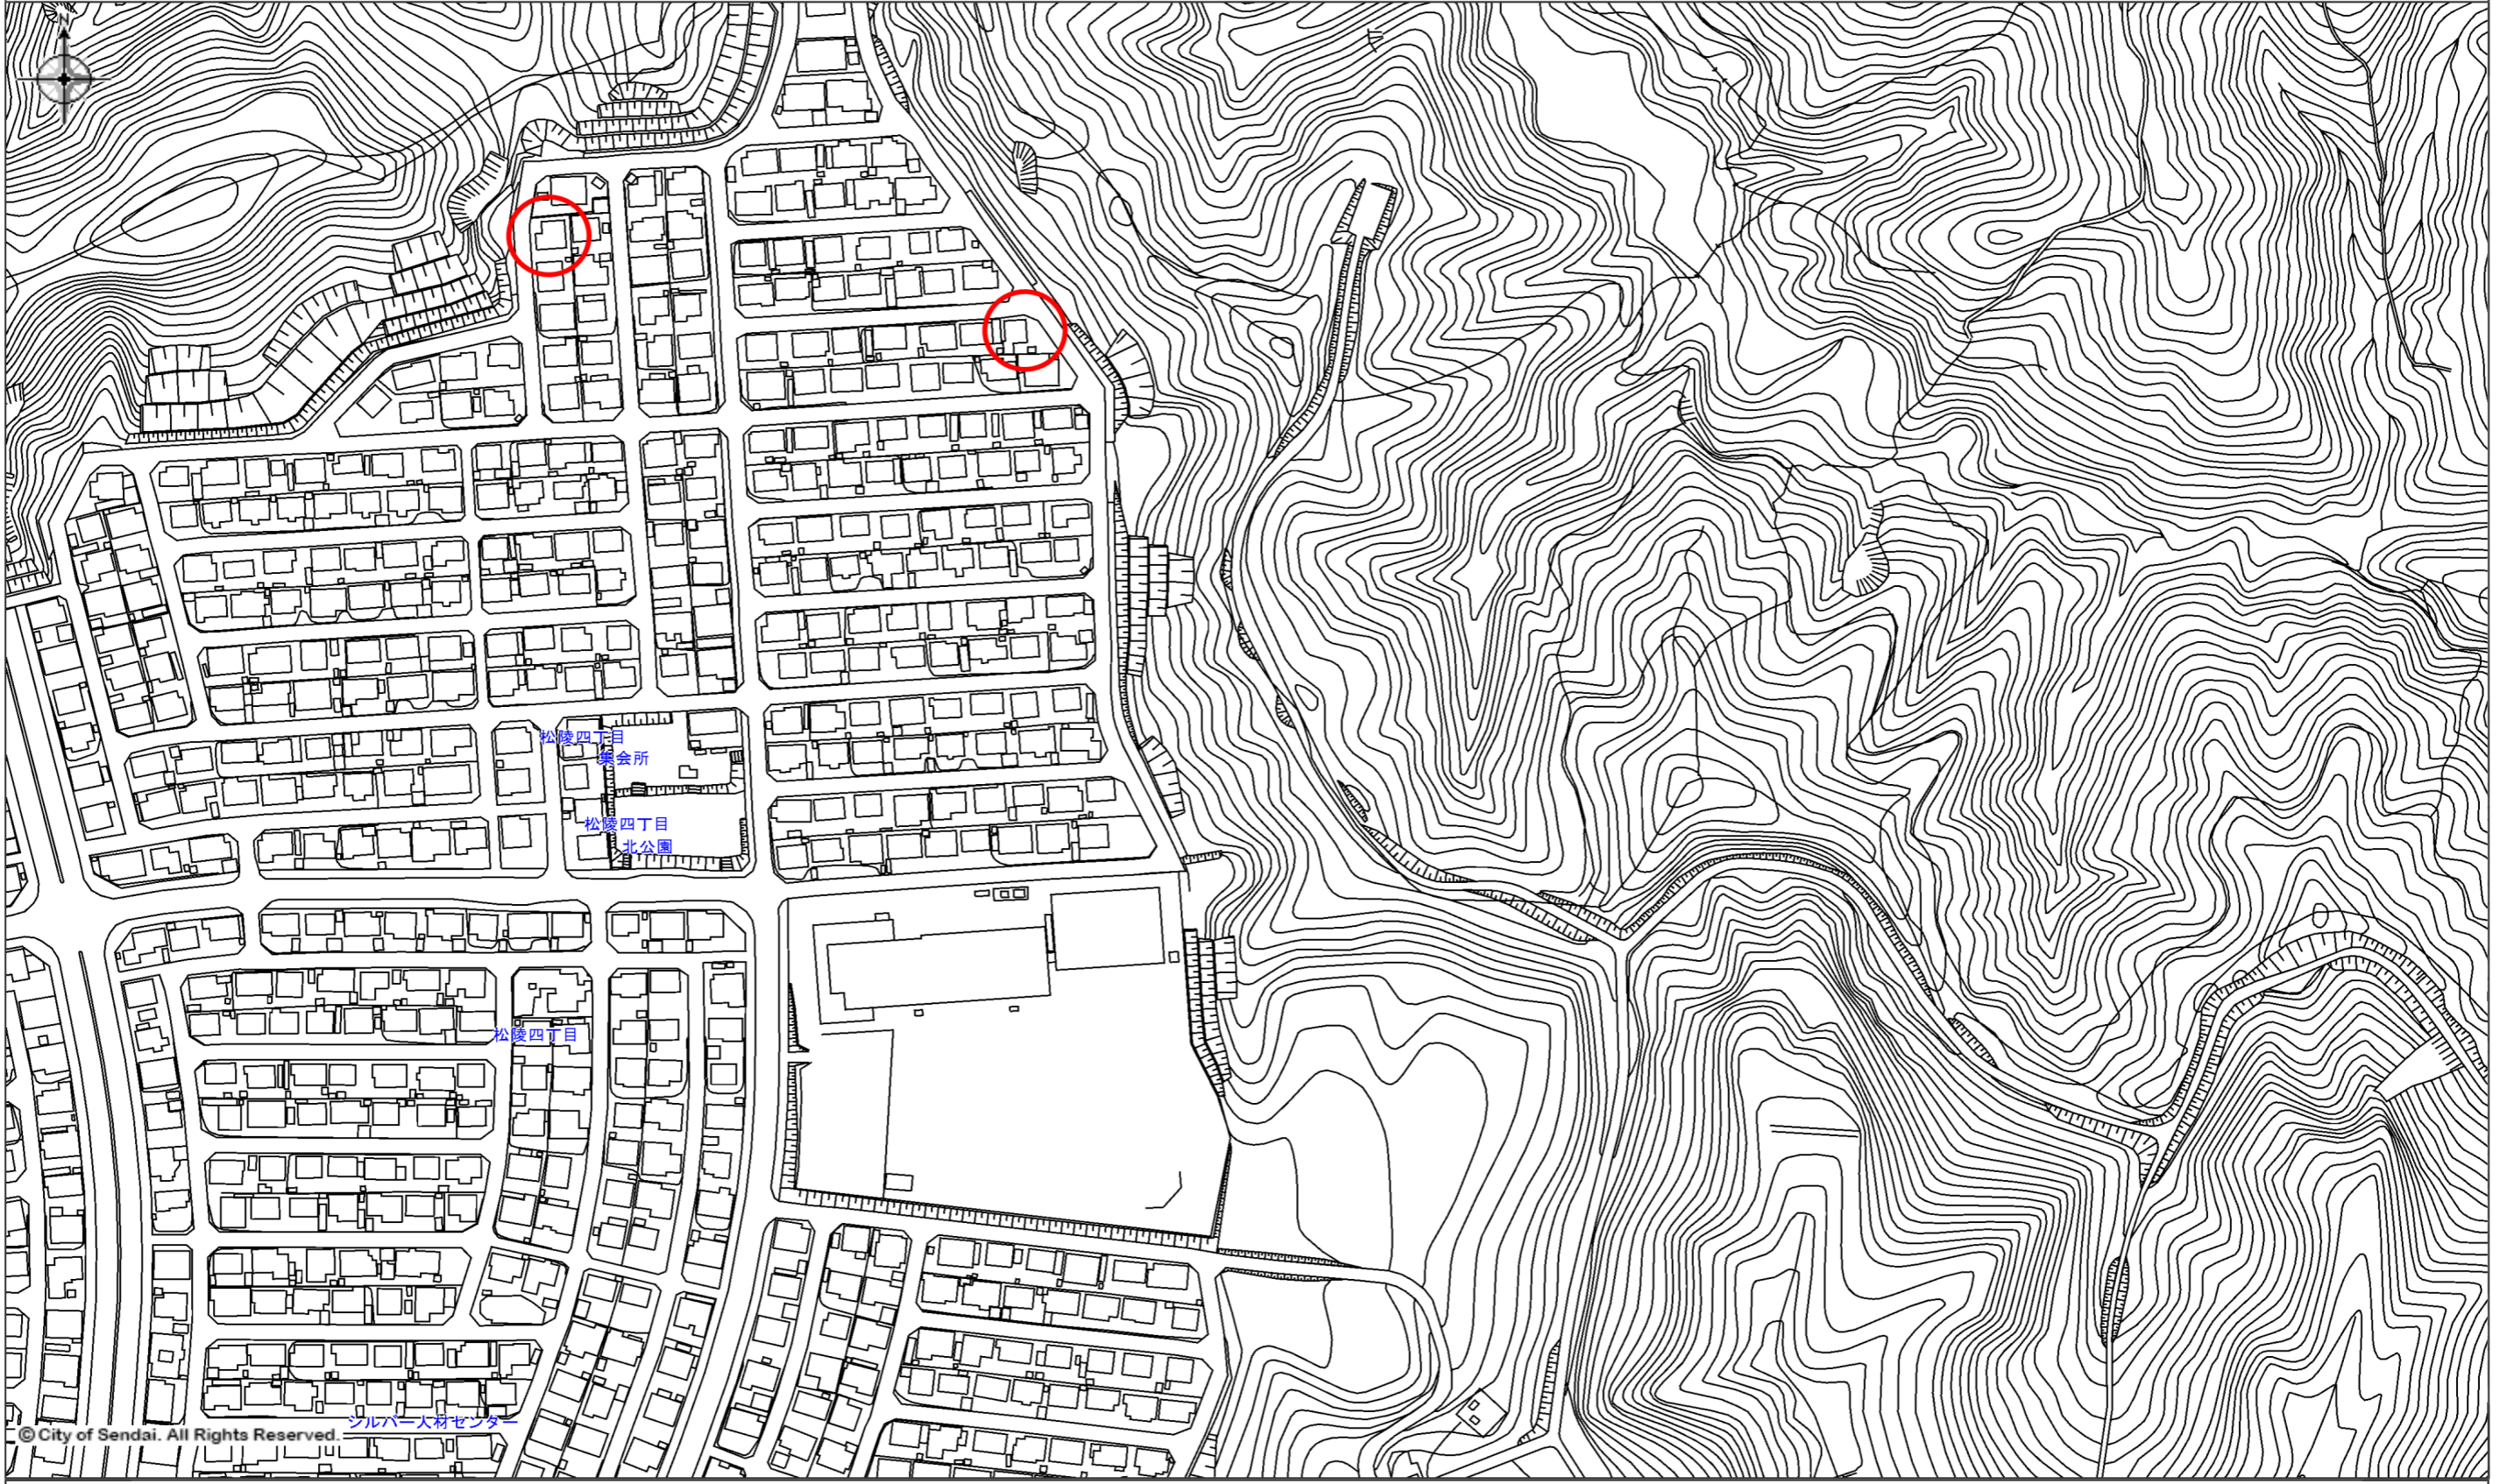 N
松陵四丁目
集会所
松陵四丁目
北公園
松陵四丁目
シルバー人材センター
© City of Sendai. All Rights Reserved.